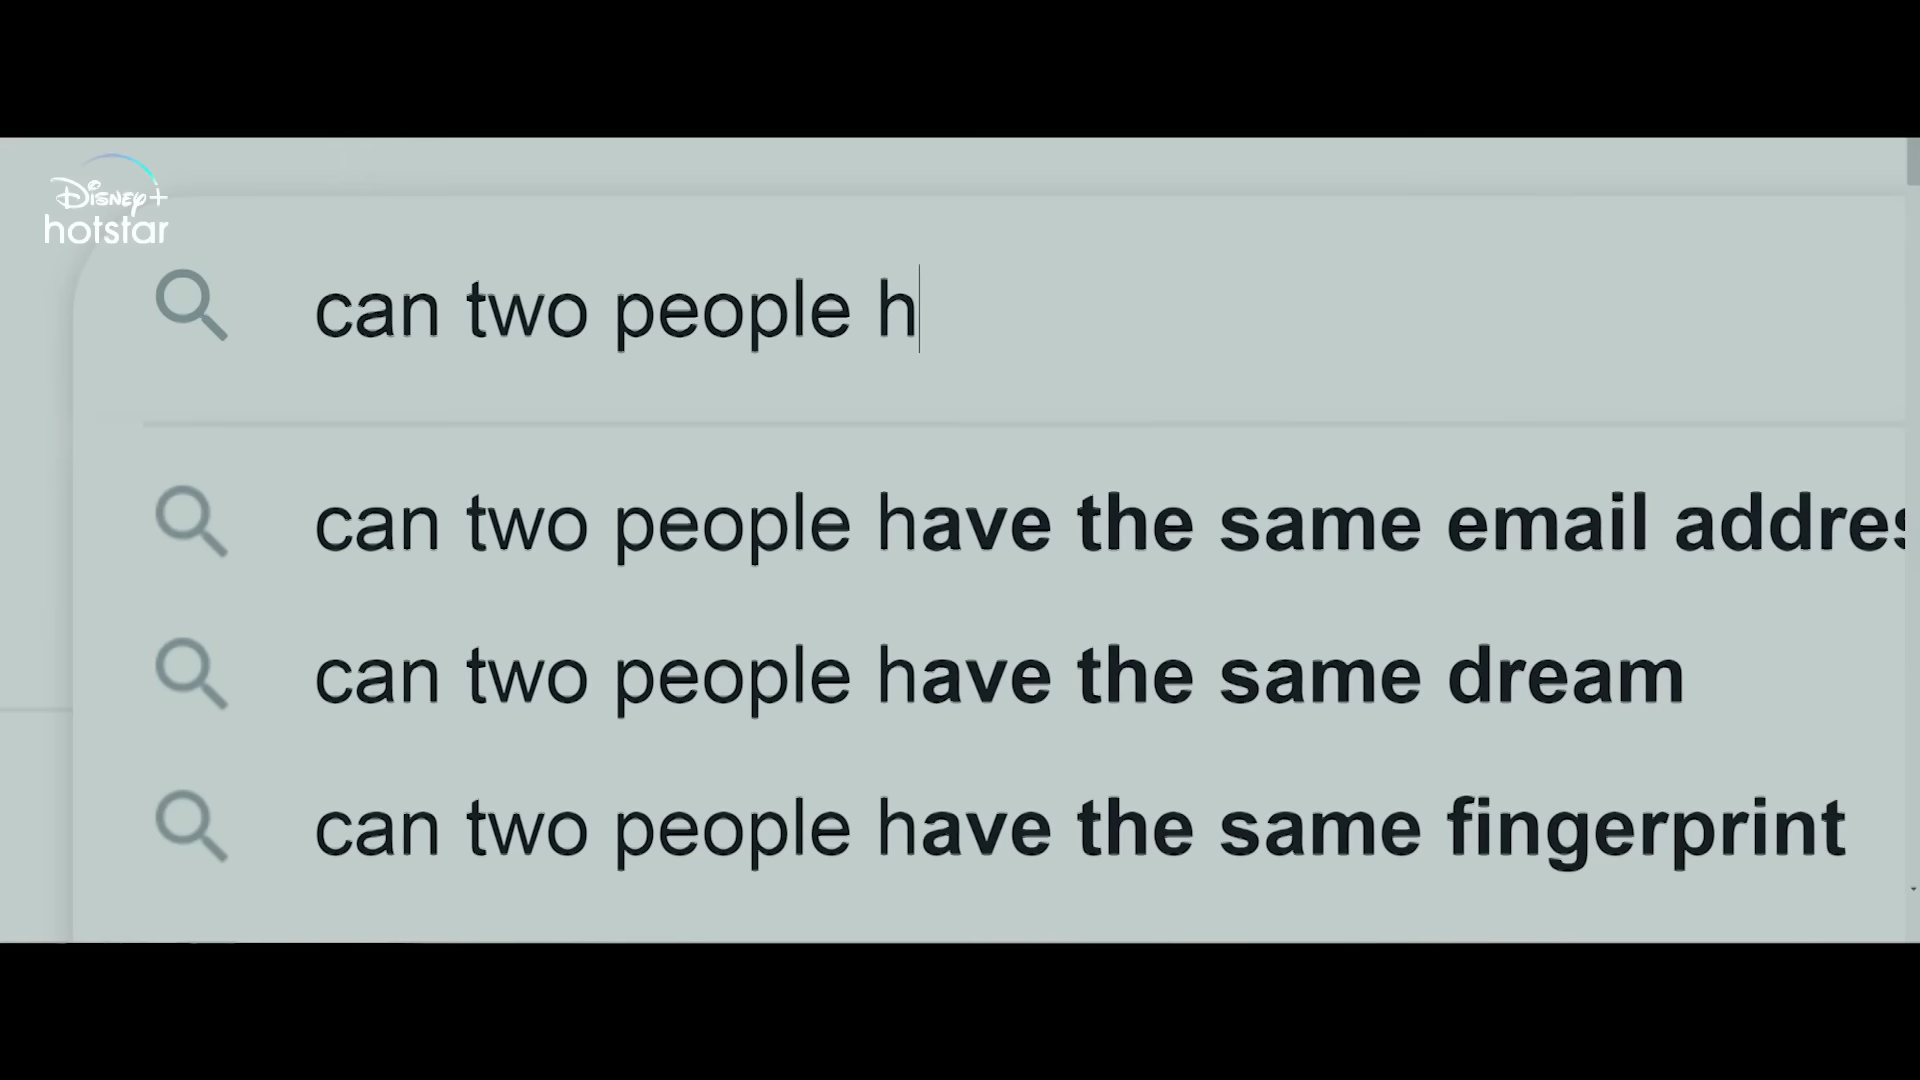 Disney+
hotstar
can two people h
can two people have the same email addres
can two people have the same dream
can two people have the same fingerprint